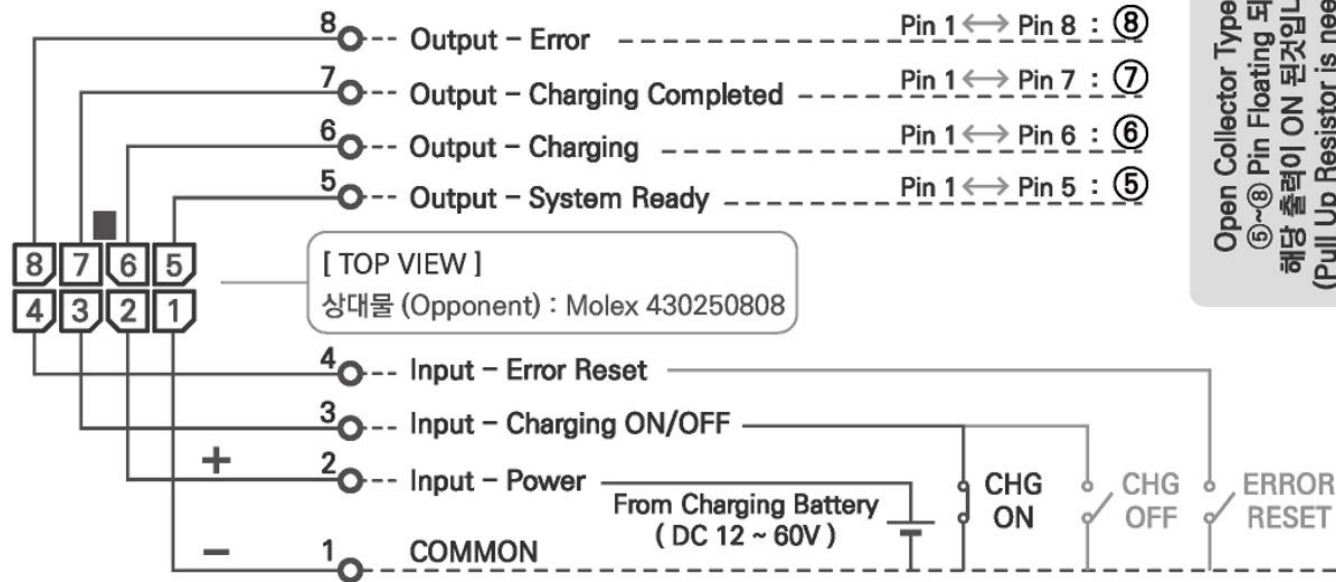 8 Output - Error Pin 1 ↔ Pin 8 : ⑧
7 Output - Charging Completed Pin 1 ↔ Pin 7 : ⑦
6 Output - Charging Pin 1 ↔ Pin 6 : ⑥
5 Output - System Ready Pin 1 ↔ Pin 5 : ⑤
Open Collector Type
⑤~⑧ Pin Floating 되
해당 출력이 ON 된것입니
(Pull Up Resistor is nee
8 7 6 5
4 3 2 1
[ TOP VIEW ]
상대물 (Opponent) : Molex 430250808
4 Input - Error Reset
3 Input - Charging ON/OFF
+ 2 Input - Power
From Charging Battery
( DC 12 ~ 60V )
CHG
ON
CHG
OFF
ERROR
RESET
- 1 COMMON